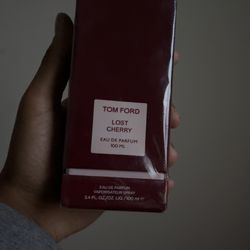 TOM FORD
LOST
CHERRY
EAU DE PARFUM
100 ML
EAU DE PARFUM
VAPORISATEUR SPRAY
3.4 FL.OZ./OZ. LIQ./100 ml e